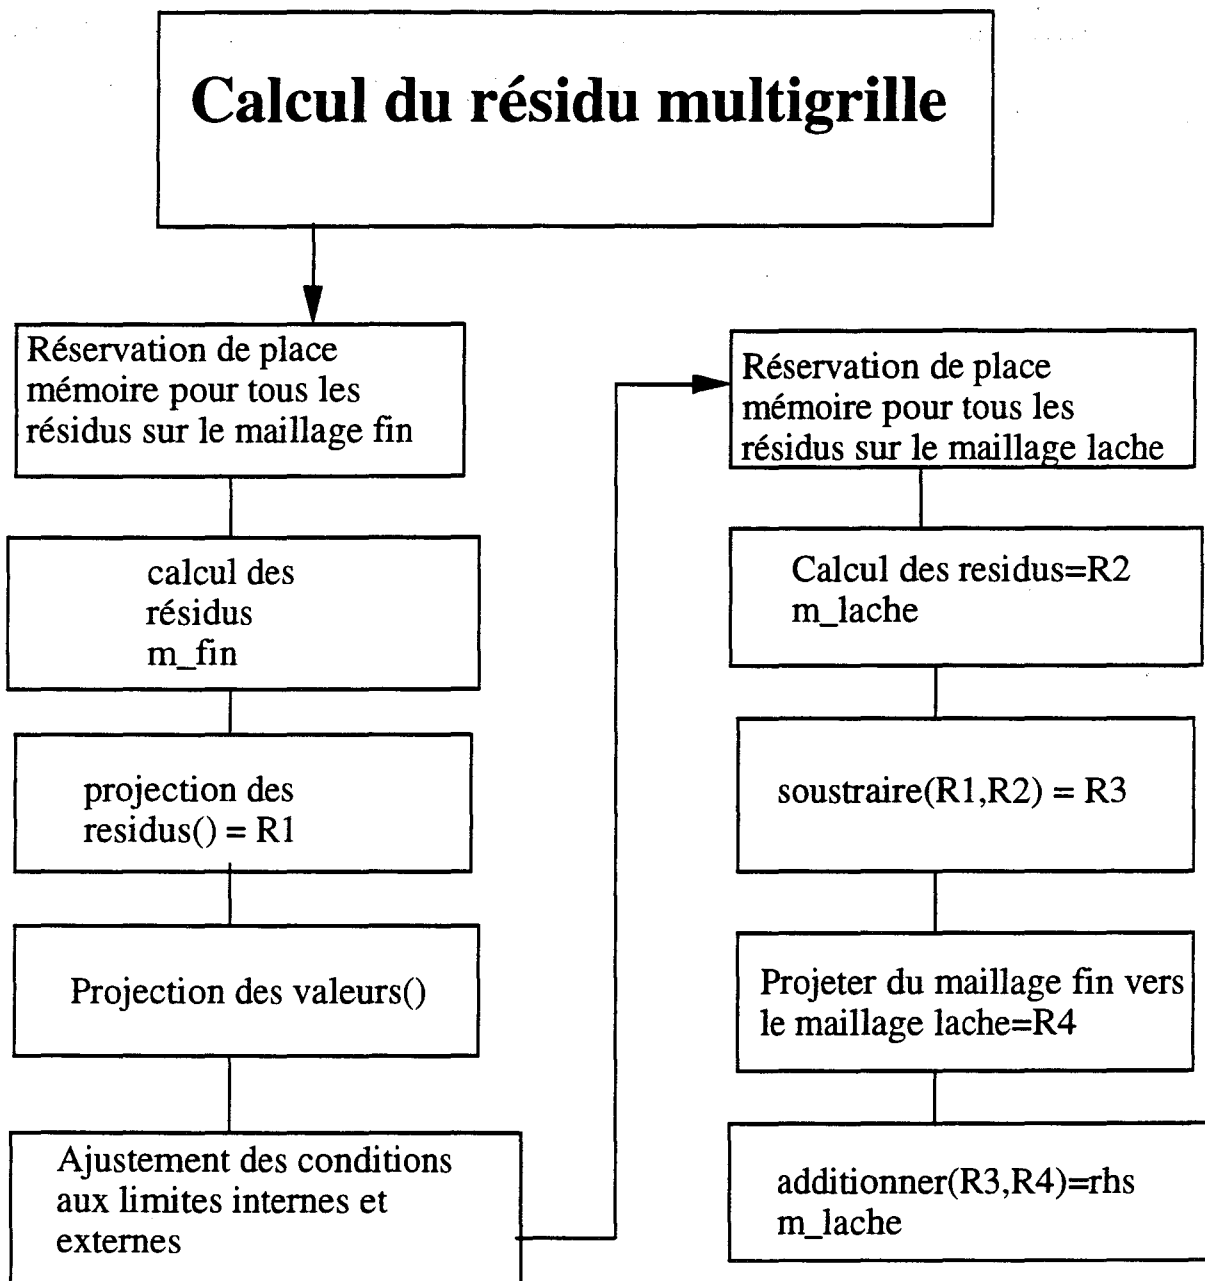 Calcul du résidu multigrille
Réservation de place
mémoire pour tous les
résidus sur le maillage fin
calcul des
résidus
m_fin
projection des
residus() = R1
Projection des valeurs()
Ajustement des conditions
aux limites internes et
externes
Réservation de place
mémoire pour tous les
résidus sur le maillage lache
Calcul des residus=R2
m_lache
soustraire(R1,R2) = R3
Projeter du maillage fin vers
le maillage lache=R4
additionner(R3,R4)=rhs
m_lache